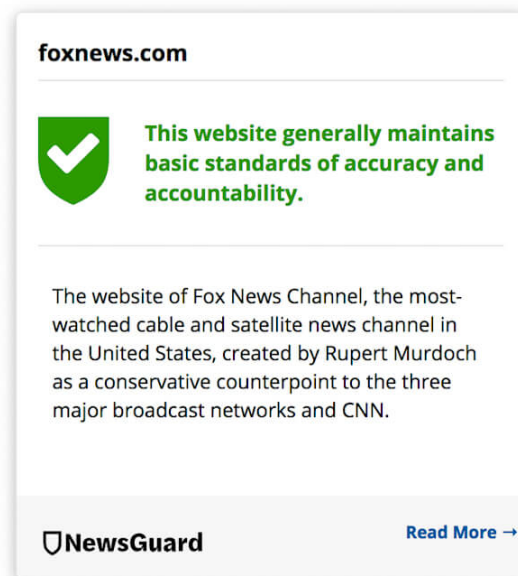 foxnews.com
This website generally maintains
basic standards of accuracy and
accountability.
The website of Fox News Channel, the most-
watched cable and satellite news channel in
the United States, created by Rupert Murdoch
as a conservative counterpoint to the three
major broadcast networks and CNN.
NewsGuard
Read More →